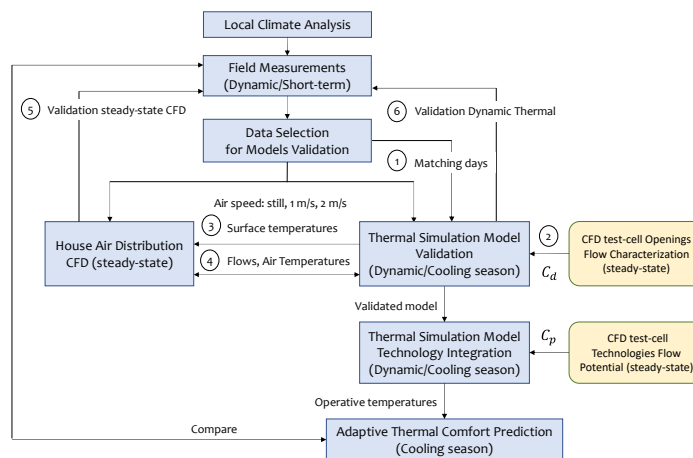 Local Climate Analysis
Field Measurements
(Dynamic/Short-term)
5
Validation steady-state CFD
6
Validation Dynamic Thermal
Data Selection
for Models Validation
1
Matching days
Air speed: still, 1 m/s, 2 m/s
House Air Distribution
CFD (steady-state)
3
Surface temperatures
4
Flows, Air Temperatures
Thermal Simulation Model
Validation
(Dynamic/Cooling season)
2
C_d
CFD test-cell Openings
Flow Characterization
(steady-state)
Validated model
Thermal Simulation Model
Technology Integration
(Dynamic/Cooling season)
C_p
CFD test-cell
Technologies Flow
Potential (steady-state)
Operative temperatures
Compare
Adaptive Thermal Comfort Prediction
(Cooling season)